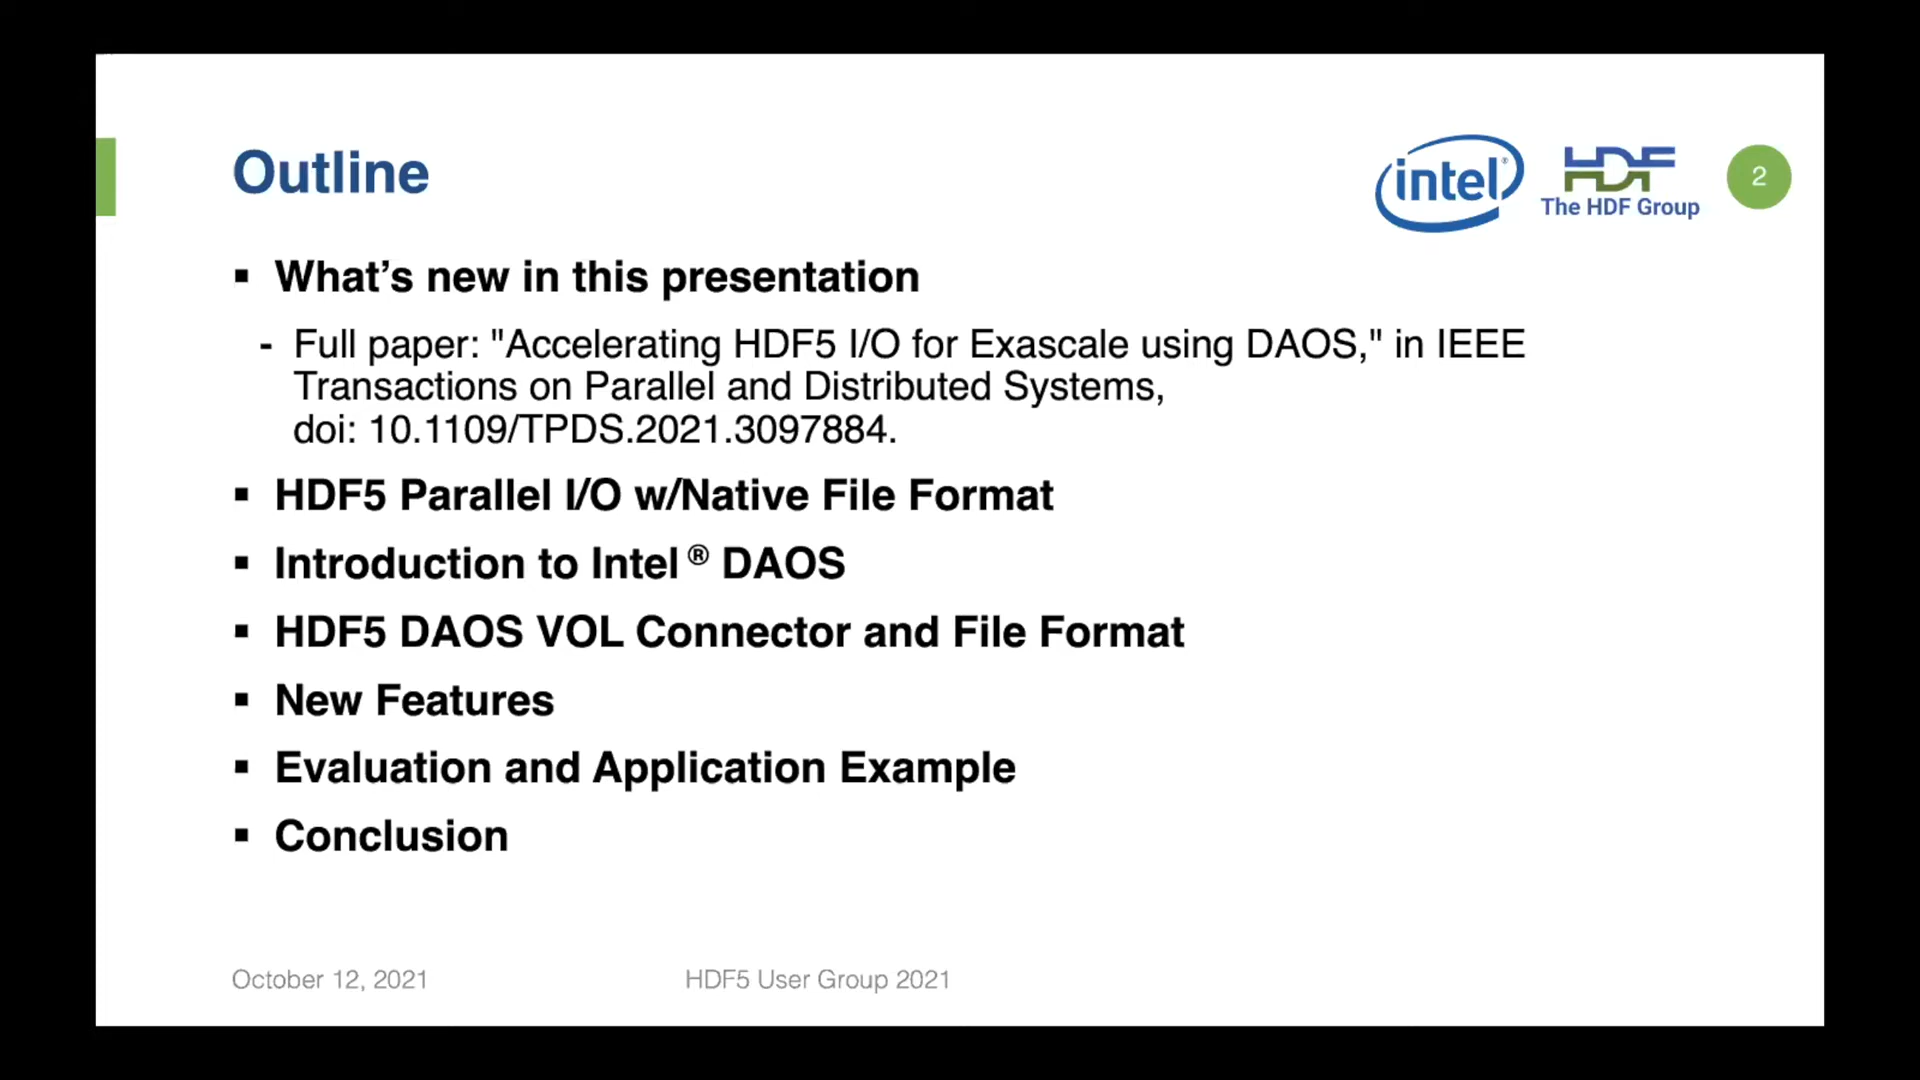 Outline
intel®
HDF
The HDF Group
2
▪ What’s new in this presentation
- Full paper: "Accelerating HDF5 I/O for Exascale using DAOS," in IEEE
Transactions on Parallel and Distributed Systems,
doi: 10.1109/TPDS.2021.3097884.
▪ HDF5 Parallel I/O w/Native File Format
▪ Introduction to Intel ® DAOS
▪ HDF5 DAOS VOL Connector and File Format
▪ New Features
▪ Evaluation and Application Example
▪ Conclusion
October 12, 2021
HDF5 User Group 2021